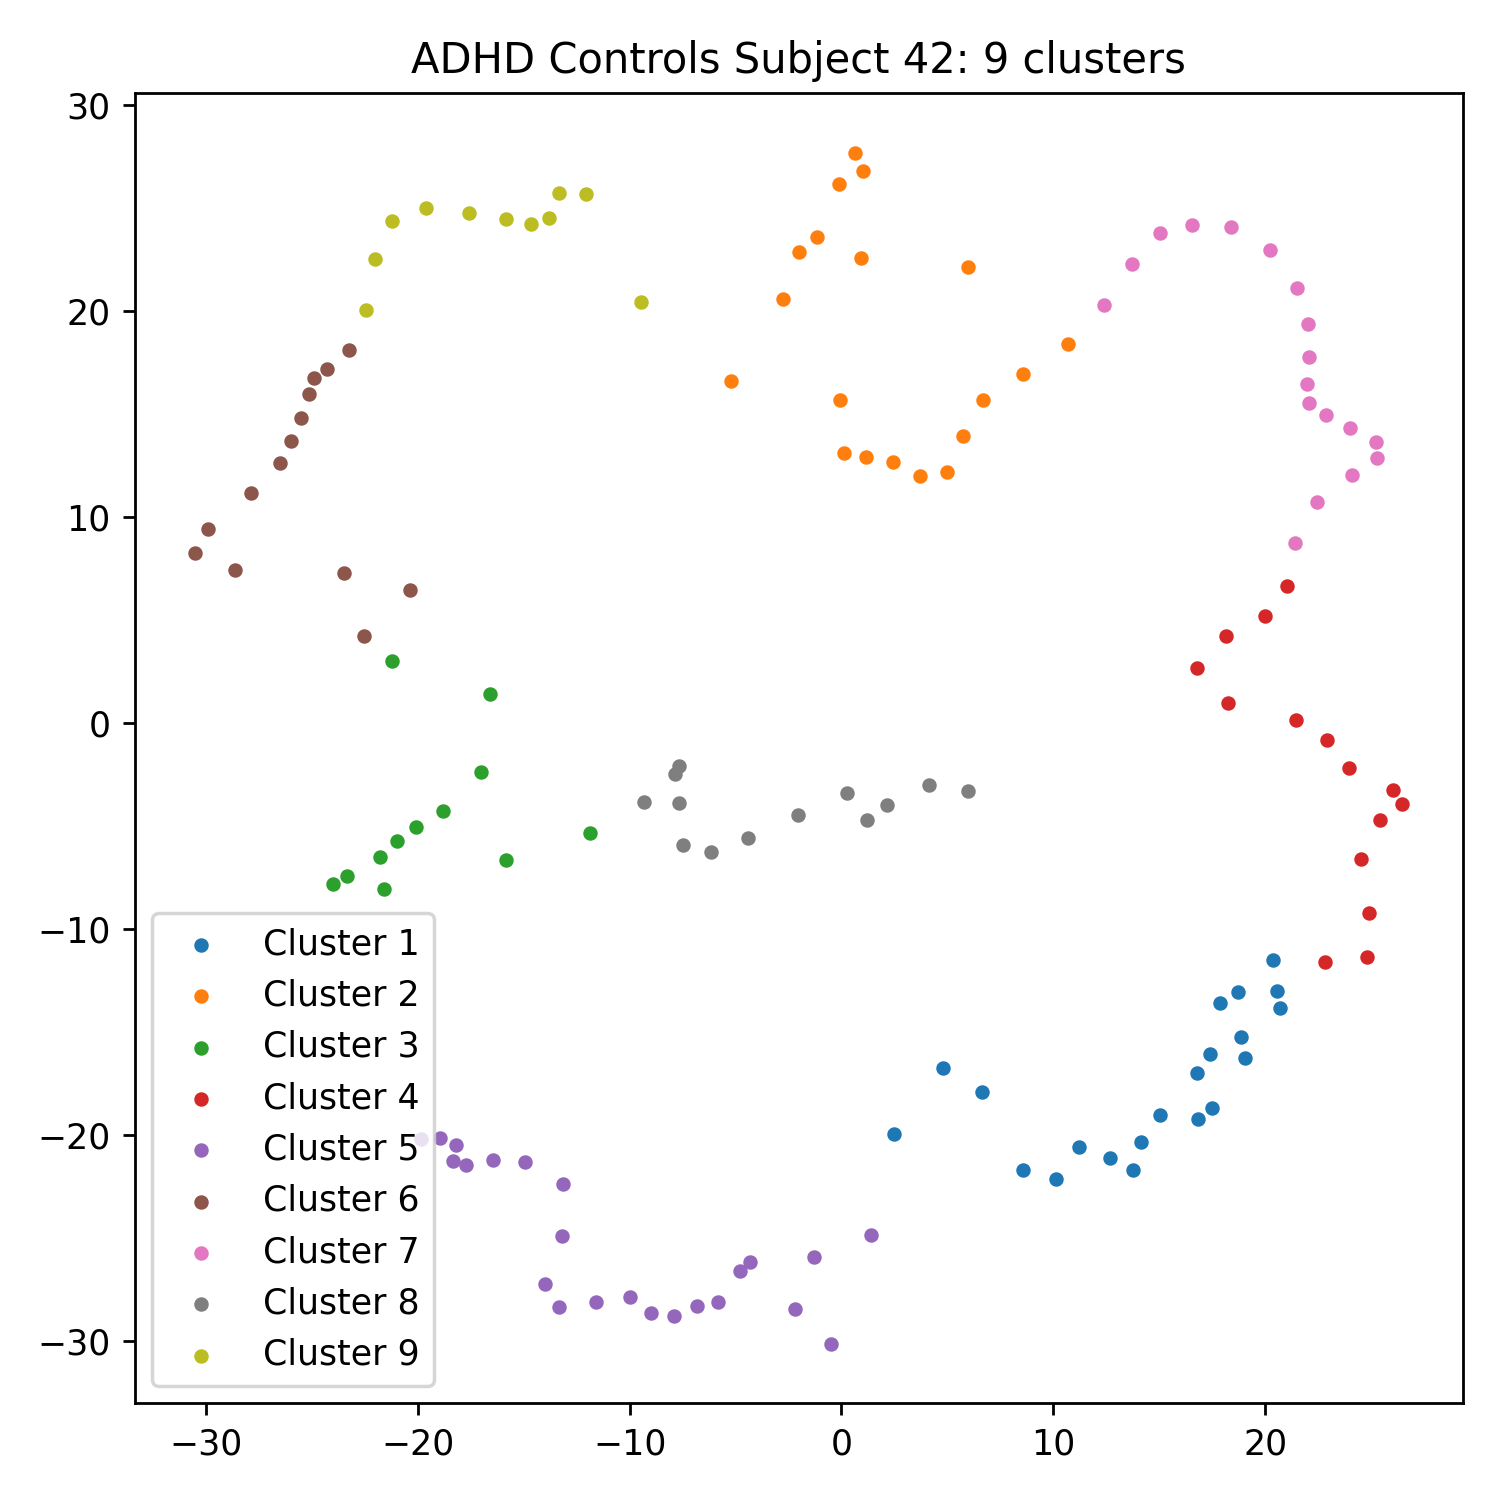 ADHD Controls Subject 42: 9 clusters
30
20
10
0
−10
−20
−30
Cluster 1
Cluster 2
Cluster 3
Cluster 4
Cluster 5
Cluster 6
Cluster 7
Cluster 8
Cluster 9
−30 −20 −10 0 10 20